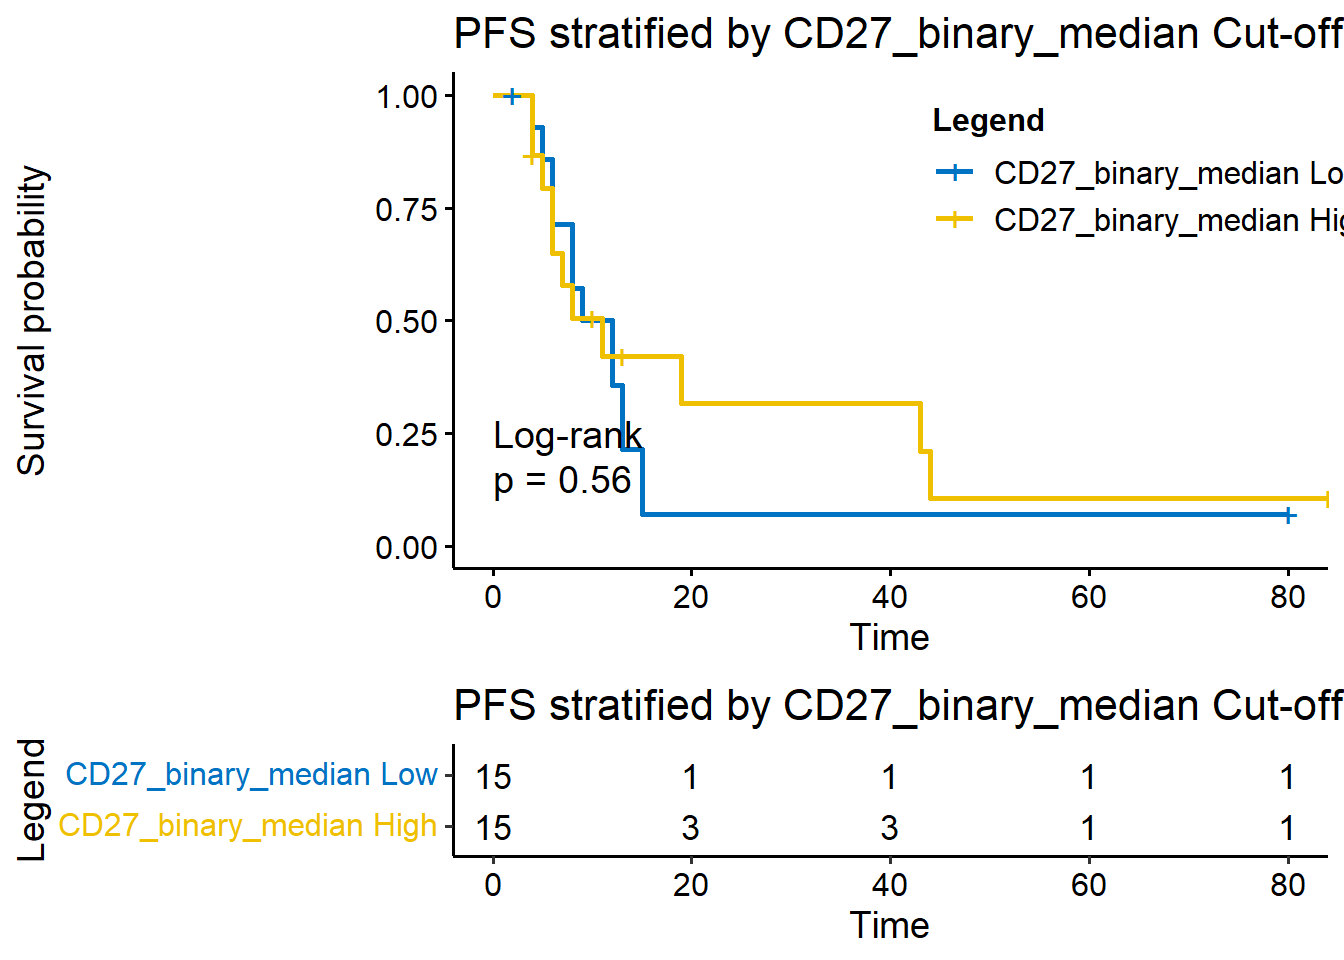 PFS stratified by CD27_binary_median Cut-off
Survival probability
1.00
0.75
0.50
0.25
0.00
Legend
CD27_binary_median Lo
CD27_binary_median Hig
Log-rank
p = 0.56
0 20 40 60 80
Time
PFS stratified by CD27_binary_median Cut-off
Legend
CD27_binary_median Low 15 1 1 1 1
CD27_binary_median High 15 3 3 1 1
0 20 40 60 80
Time